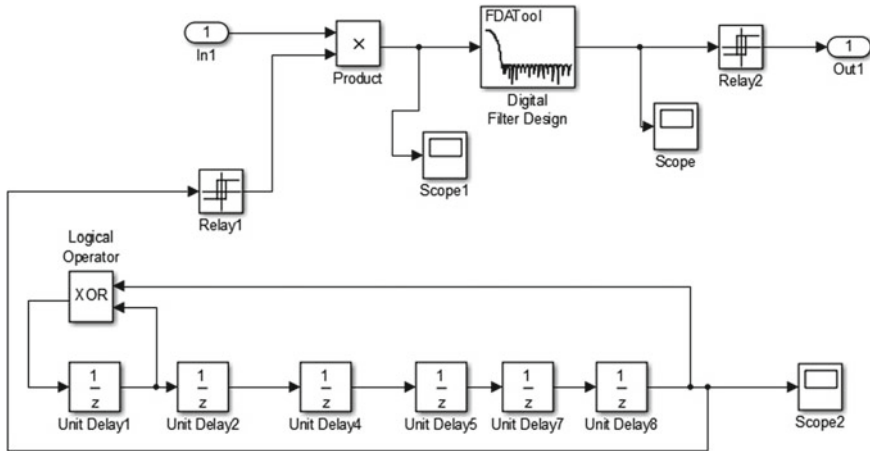 1
In1
×
Product
FDATool
Digital
Filter Design
Relay2
1
Out1
Scope1
Scope
Relay1
Logical
Operator
XOR
1
z
Unit Delay1
1
z
Unit Delay2
1
z
Unit Delay4
1
z
Unit Delay5
1
z
Unit Delay7
1
z
Unit Delay8
Scope2